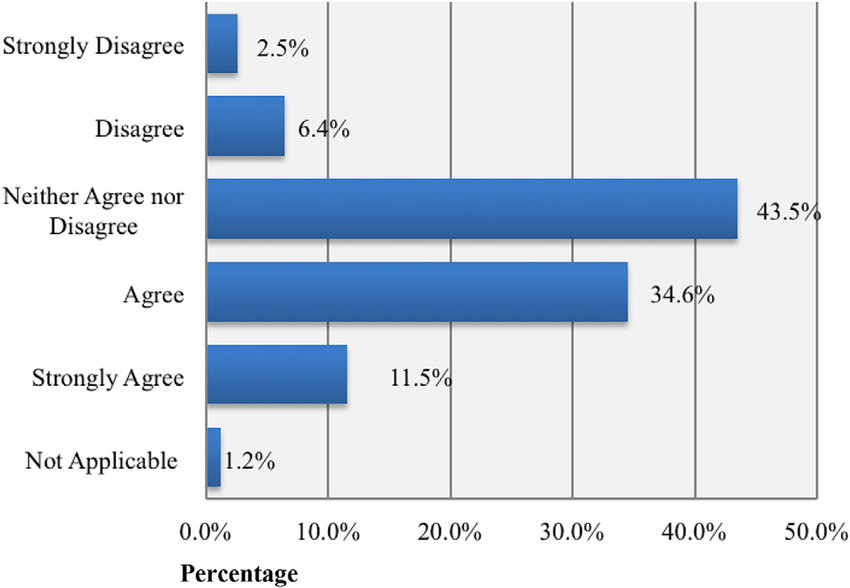 Strongly Disagree
2.5%
Disagree
6.4%
Neither Agree nor
Disagree
43.5%
Agree
34.6%
Strongly Agree
11.5%
Not Applicable
1.2%
0.0% 10.0% 20.0% 30.0% 40.0% 50.0%
Percentage